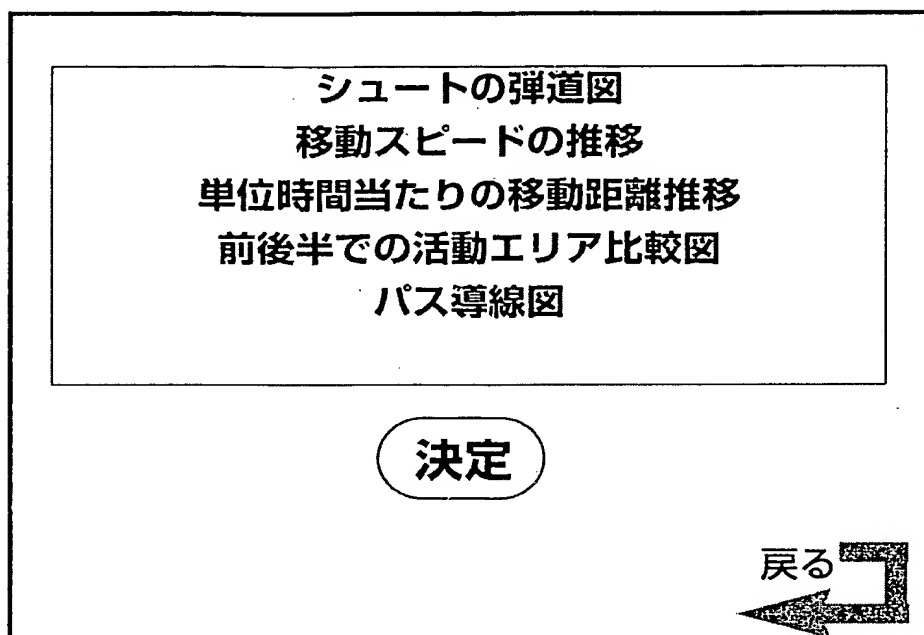 シュートの弾道図
移動スピードの推移
単位時間当たりの移動距離推移
前後半での活動エリア比較図
パス導線図
決定
戻る